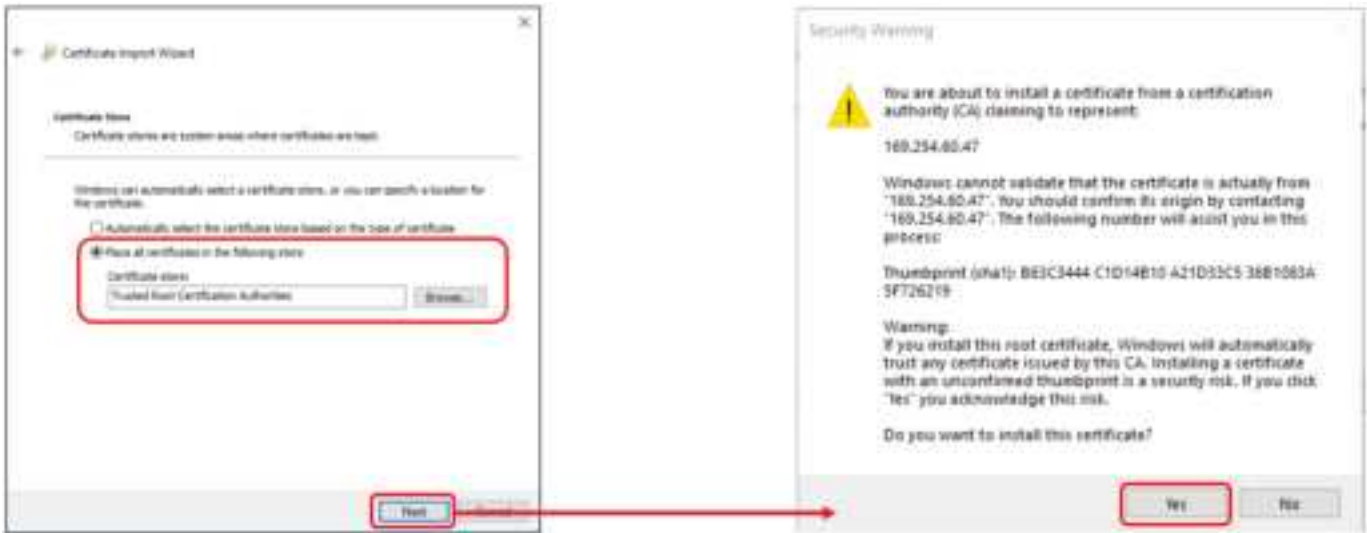 Certificate Import Wizard
Certificate Store
Certificate stores are system areas where certificates are kept.
Windows can automatically select a certificate store, or you can specify a location for
the certificate.
Automatically select the certificate store based on the type of certificate
Place all certificates in the following store
Certificate store:
Trusted Root Certification Authorities
Browse...
Next
Security Warning
You are about to install a certificate from a certification
authority (CA) claiming to represent:
169.254.60.47
Windows cannot validate that the certificate is actually from
"169.254.60.47". You should confirm its origin by contacting
"169.254.60.47". The following number will assist you in this
process:
Thumbprint (sha1): C1D14B10
5F726219
Warning:
If you install this root certificate, Windows will automatically
trust any certificate issued by this CA. Installing a certificate
with an unconfirmed thumbprint is a security risk. If you click
"Yes" you acknowledge this risk.
Do you want to install this certificate?
Yes
No